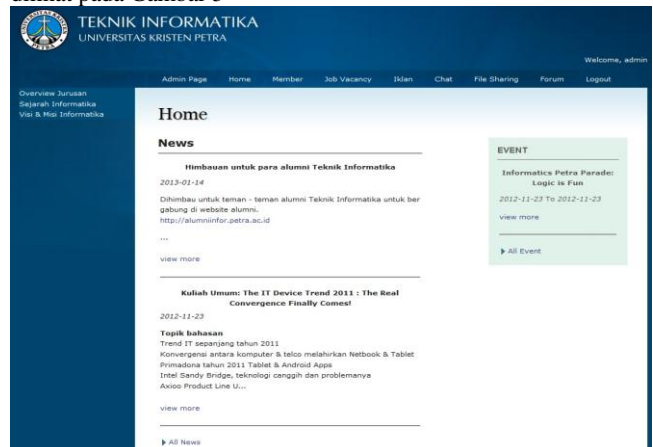 dilihat pada Gambar 5
TEKNIK INFORMATIKA
UNIVERSITAS KRISTEN PETRA
Welcome, admin
Admin Page Home Member Job Vacancy Iklan Chat File Sharing Forum Logout
Overview Jurusan
Sejarah Informatika
Visi & Misi Informatika
Home
News
Himbauan untuk para alumni Teknik Informatika
2013-01-14
Dihimbau untuk teman - teman alumni Teknik Informatika untuk ber
gabung di website alumni.
http://alumniinfor.petra.ac.id
...
view more
Kuliah Umum: The IT Device Trend 2011 : The Real
Convergence Finally Comes!
2012-11-23
Topik bahasan
Trend IT sepanjang tahun 2011
Konvergensi antara komputer & telco melahirkan Netbook & Tablet
Primadona tahun 2011 Tablet & Android Apps
Intel Sandy Bridge, teknologi canggih dan problemanya
Axioo Product Line U...
view more
All News
EVENT
Informatics Petra Parade:
Logic is Fun
2012-11-23 To 2012-11-23
view more
All Event